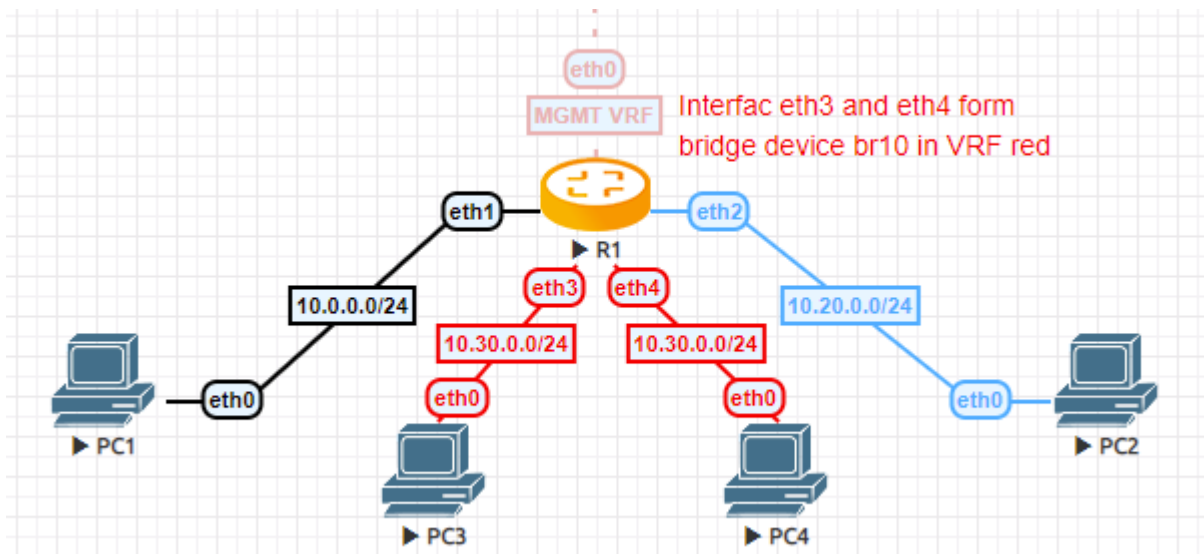 eth0
MGMT VRF
Interfac eth3 and eth4 form
bridge device br10 in VRF red
eth1
eth2
R1
eth3
eth4
10.0.0.0/24
10.20.0.0/24
10.30.0.0/24
10.30.0.0/24
eth0
eth0
eth0
eth0
PC1
PC2
PC3
PC4